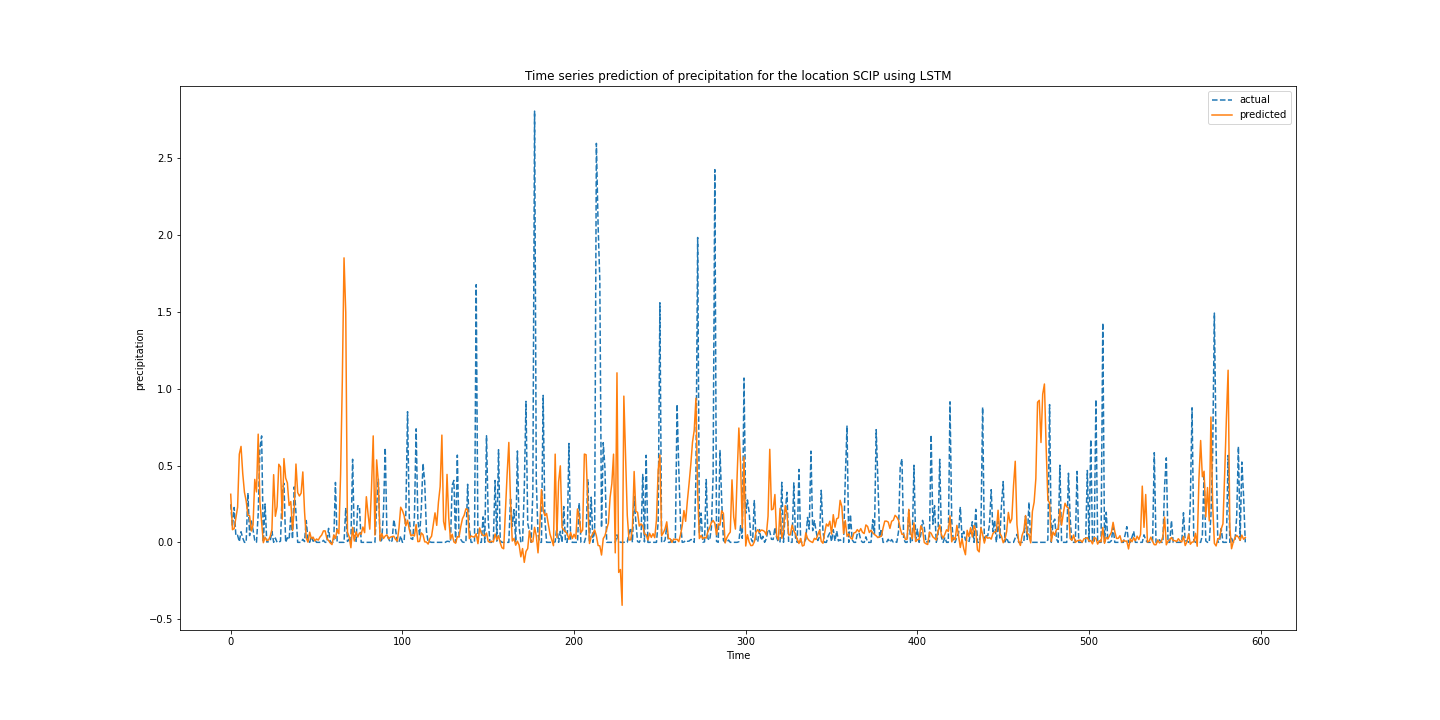 Time series prediction of precipitation for the location SCIP using LSTM
actual
predicted
2.5
2.0
1.5
1.0
0.5
0.0
−0.5
precipitation
0 100 200 300 400 500 600
Time